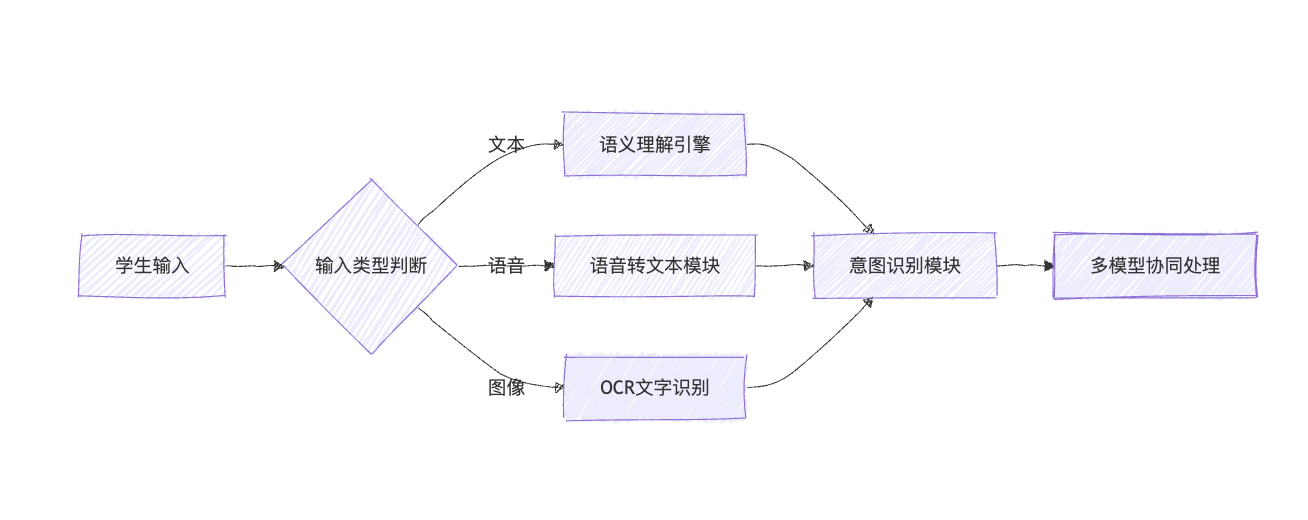 学生输入
输入类型判断
文本
语音
图像
语义理解引擎
语音转文本模块
OCR文字识别
意图识别模块
多模型协同处理